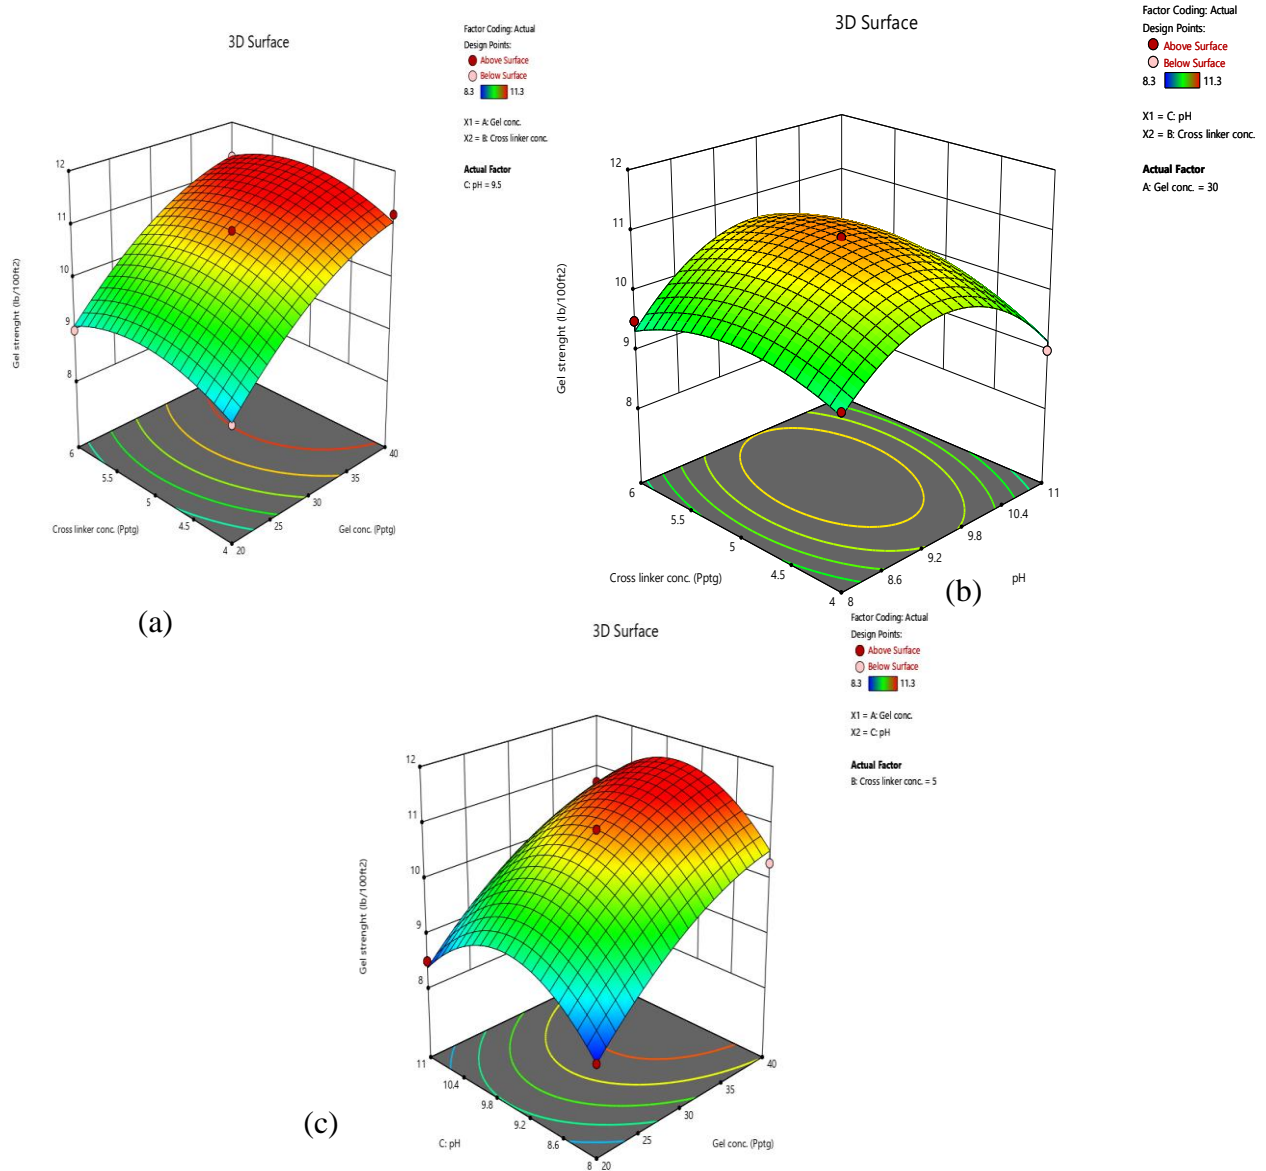 3D Surface
Factor Coding: Actual
Design Points:
Above Surface
Below Surface
8.3 11.3
X1 = A: Gel conc.
X2 = B: Cross linker conc.
Actual Factor
C: pH = 9.5
12
11
10
9
8
Gel strenght (lb/100ft2)
6
5.5
5
4.5
4
20
25
30
35
40
Cross linker conc. (Pptg)
Gel conc. (Pptg)
(a)
3D Surface
Factor Coding: Actual
Design Points:
Above Surface
Below Surface
8.3 11.3
X1 = C: pH
X2 = B: Cross linker conc.
Actual Factor
A: Gel conc. = 30
12
11
10
9
8
Gel strenght (lb/100ft2)
6
5.5
5
4.5
4
8
8.6
9.2
9.8
10.4
11
Cross linker conc. (Pptg)
pH
(b)
3D Surface
Factor Coding: Actual
Design Points:
Above Surface
Below Surface
8.3 11.3
X1 = A: Gel conc.
X2 = C: pH
Actual Factor
B: Cross linker conc. = 5
12
11
10
9
8
Gel strenght (lb/100ft2)
11
10.4
9.8
9.2
8.6
8
20
25
30
35
40
C: pH
Gel conc. (Pptg)
(c)